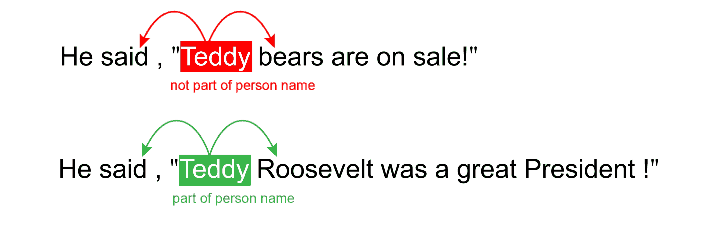 He said , "Teddy bears are on sale!"
not part of person name
He said , "Teddy Roosevelt was a great President !"
part of person name